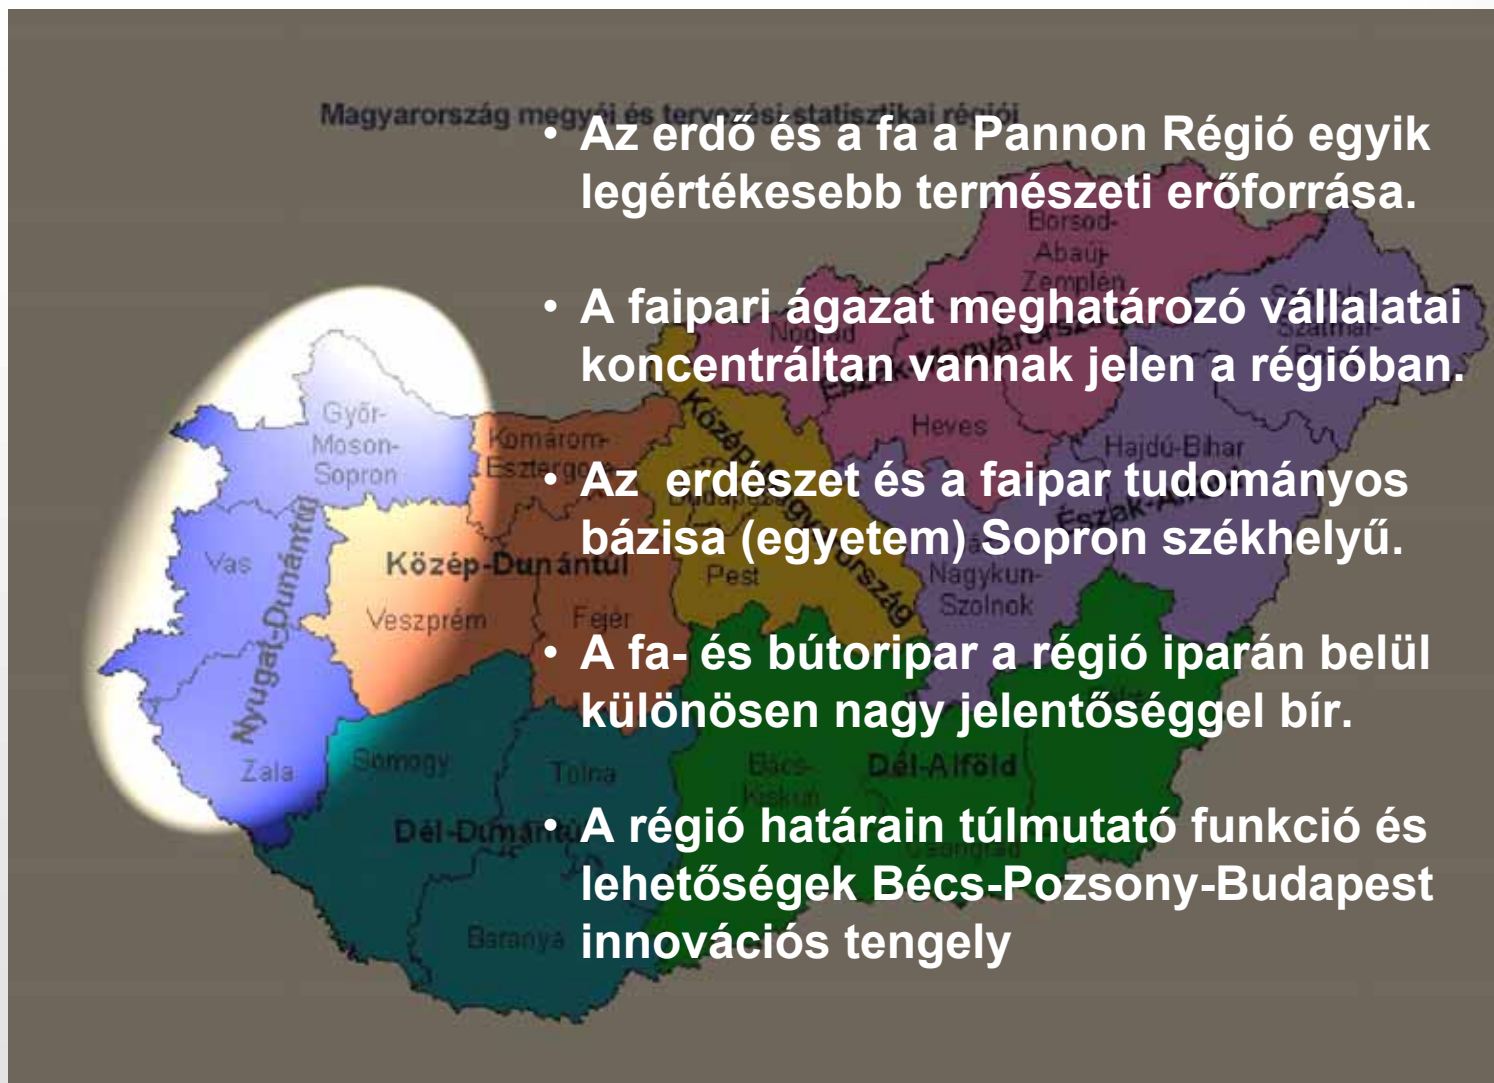 Magyarország megyéi és tervezési-statisztikai régiói
• Az erdő és a fa a Pannon Régió egyik
legértékesebb természeti erőforrása.
• A faipari ágazat meghatározó vállalatai
koncentráltan vannak jelen a régióban.
• Az erdészet és a faipar tudományos
bázisa (egyetem) Sopron székhelyű.
• A fa- és bútoripar a régió iparán belül
különösen nagy jelentőséggel bír.
• A régió határain túlmutató funkció és
lehetőségek Bécs-Pozsony-Budapest
innovációs tengely
Borsod-
Abaúj-
Zemplén
Nógrád
Heves
Hajdú-Bihar
Győr-
Moson-
Sopron
Komárom-
Vas
Nyugat-Dunántúl
Közép-Dunántúl
Veszprém
Fejér
Pest
Nagykun-
Szolnok
Zala
Somogy
Tolna
Bács-
Kiskun
Dél-Alföld
Baranya